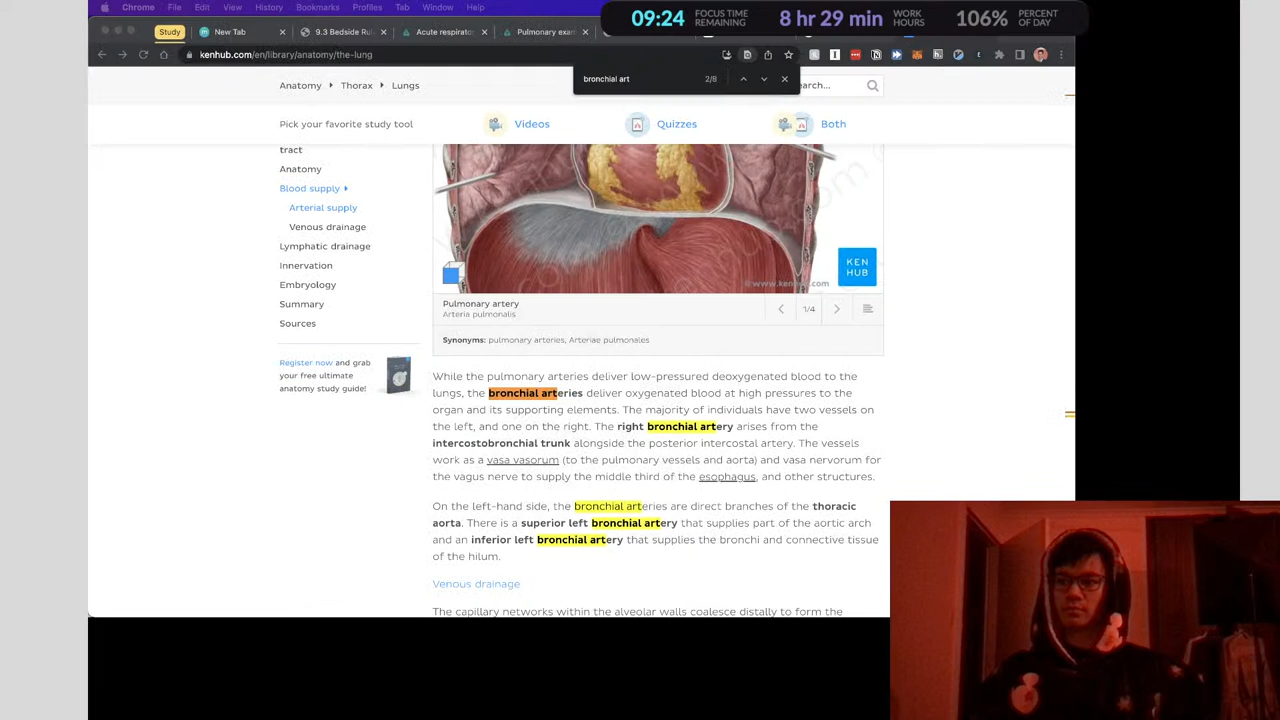 Chrome File Edit View History Bookmarks Profiles Tab Window Help
09:24 FOCUS TIME REMAINING 8 hr 29 min WORK HOURS 106% PERCENT OF DAY
Study New Tab 9.3 Bedside Ru Acute respirator Pulmonary exam
kenhub.com/en/library/anatomy/the-lung
bronchial art 2/8
Anatomy Thorax Lungs
arch...
Pick your favorite study tool Videos Quizzes Both
tract
Anatomy
Blood supply
Arterial supply
Venous drainage
Lymphatic drainage
Innervation
Embryology
Summary
Sources
Register now and grab
your free ultimate
anatomy study guide!
KEN
HUB
© www.kenhub.com
Pulmonary artery
Arteria pulmonalis
1/4
Synonyms: pulmonary arteries, Arteriae pulmonales
While the pulmonary arteries deliver low-pressured deoxygenated blood to the
lungs, the bronchial arteries deliver oxygenated blood at high pressures to the
organ and its supporting elements. The majority of individuals have two vessels on
the left, and one on the right. The right bronchial artery arises from the
intercostobronchial trunk alongside the posterior intercostal artery. The vessels
work as a vasa vasorum (to the pulmonary vessels and aorta) and vasa nervorum for
the vagus nerve to supply the middle third of the esophagus, and other structures.
On the left-hand side, the bronchial arteries are direct branches of the thoracic
aorta. There is a superior left bronchial artery that supplies part of the aortic arch
and an inferior left bronchial artery that supplies the bronchi and connective tissue
of the hilum.
Venous drainage
The capillary networks within the alveolar walls coalesce distally to form the